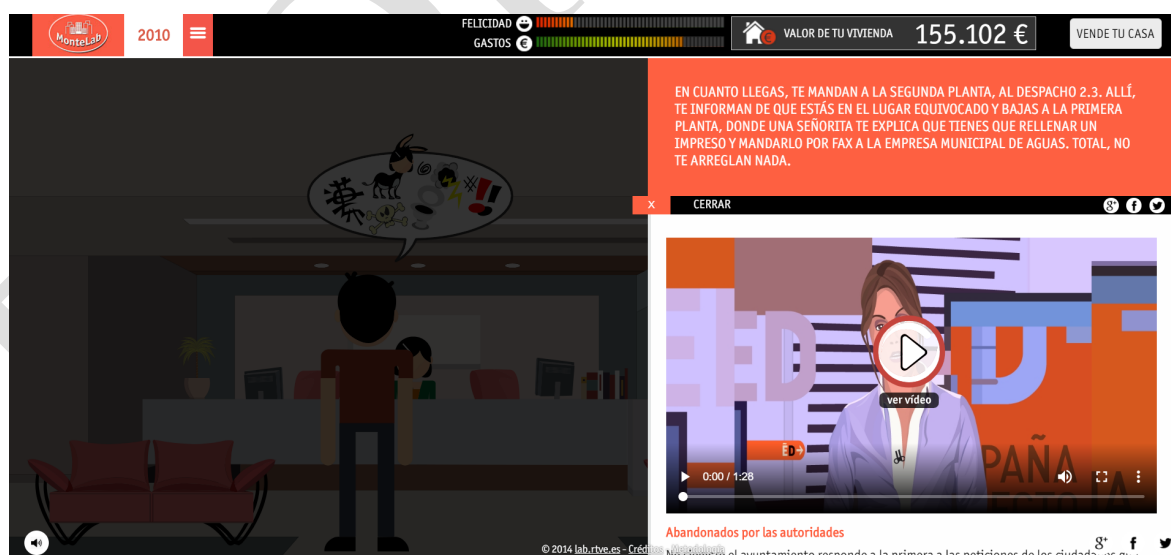 MonteLab
2010
FELICIDAD
GASTOS
VALOR DE TU VIVIENDA 155.102 €
VENDE TU CASA
EN CUANTO LLEGAS, TE MANDAN A LA SEGUNDA PLANTA, AL DESPACHO 2.3. ALLÍ,
TE INFORMAN DE QUE ESTÁS EN EL LUGAR EQUIVOCADO Y BAJAS A LA PRIMERA
PLANTA, DONDE UNA SEÑORITA TE EXPLICA QUE TIENES QUE RELLENAR UN
IMPRESO Y MANDARLO POR FAX A LA EMPRESA MUNICIPAL DE AGUAS. TOTAL, NO
TE ARREGLAN NADA.
X CERRAR
ED
ver vídeo
ED
0:00 / 1:28
Abandonados por las autoridades
el ayuntamiento responde a la primera a las peticiones de los
© 2014 lab.rtve.es -